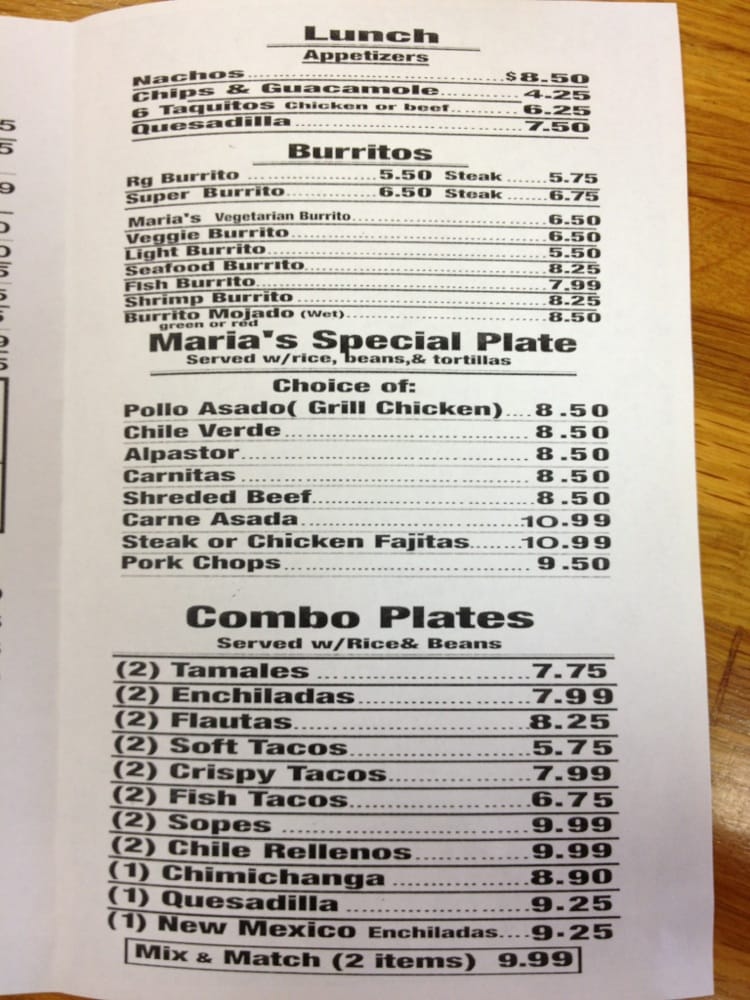 Lunch
Appetizers
Nachos........................................$8.50
Chips & Guacamole............4.25
6 Taquitos Chicken or beef..........6.25
Quesadilla.................................7.50
Burritos
Rg Burrito ....................5.50 Steak ......5.75
Super Burrito..............6.50 Steak ......6.75
Maria's Vegetarian Burrito............................6.50
Veggie Burrito.....................................6.50
Light Burrito........................................5.50
Seafood Burrito...................................8.25
Fish Burrito.........................................7.99
Shrimp Burrito ....................................8.25
Burrito Mojado (Wet)...........................8.50
green or red
Maria's Special Plate
Served w/rice, beans,& tortillas
Choice of:
Pollo Asado( Grill Chicken)....8.50
Chile Verde..................................8.50
Alpastor.......................................8.50
Carnitas .......................................8.50
Shreded Beef..............................8.50
Carne Asada..............................10.99
Steak or Chicken Fajitas.......10.99
Pork Chops.................................9.50
Combo Plates
Served w/Rice& Beans
(2) Tamales ............................7.75
(2) Enchiladas.......................7.99
(2) Flautas..............................8.25
(2) Soft Tacos.......................5.75
(2) Crispy Tacos...................7.99
(2) Fish Tacos.......................6.75
(2) Sopes ...............................9.99
(2) Chile Rellenos................9.99
(1) Chimichanga ..................8.90
(1) Quesadilla .......................9.25
(1) New Mexico Enchiladas....9.25
Mix & Match (2 items) 9.99